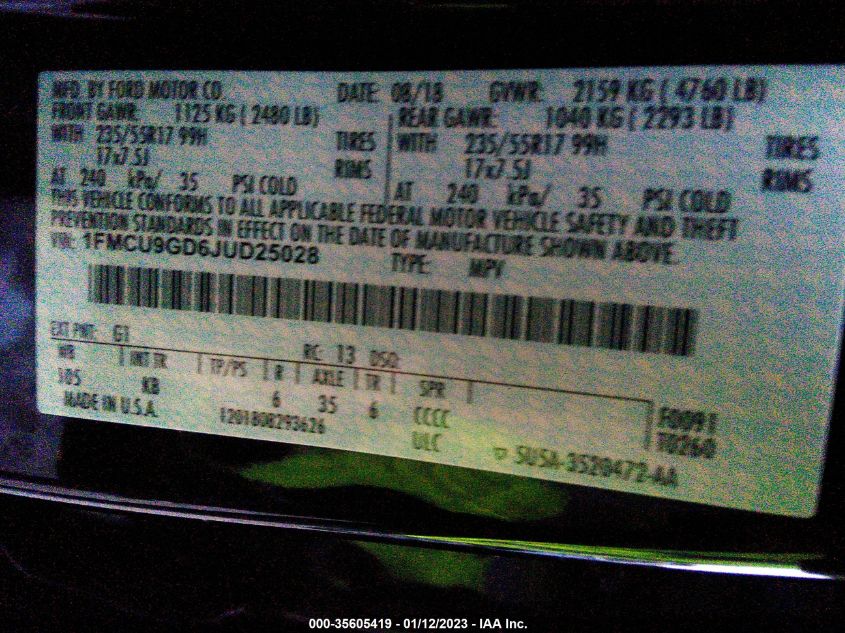 MFD. BY FORD MOTOR CO. DATE: 08/18 GVWR: 2159 KG ( 4760 LB)
FRONT GAWR: 1125 KG ( 2480 LB) REAR GAWR: 1040 KG ( 2293 LB)
WITH 235/55R17 99H TIRES WITH 235/55R17 99H TIRES
17x7.5J RIMS 17x7.5J RIMS
AT 240 kPa/ 35 PSI COLD AT 240 kPa/ 35 PSI COLD
THIS VEHICLE CONFORMS TO ALL APPLICABLE FEDERAL MOTOR VEHICLE SAFETY AND THEFT
PREVENTION STANDARDS IN EFFECT ON THE DATE OF MANUFACTURE SHOWN ABOVE.
VIN: 1FMCU9GD6JUD25028 TYPE: MPV
EXT PNT: G1 RC: 13 DSO:
WB INT TR TP/PS R AXLE TR SPR
105 KB 6 35 6 CCCC F0091
MADE IN U.S.A. 1201808293626 ULC T0260
5U5A-3520472-AA
000-35605419 - 01/12/2023 - IAA Inc.